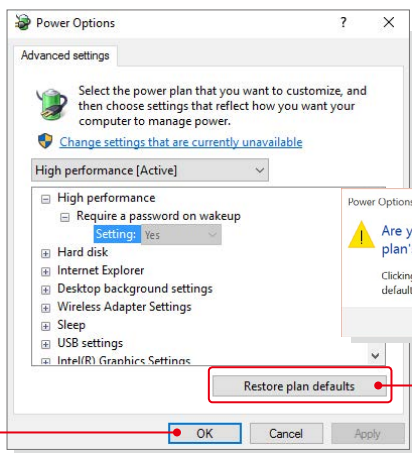 Power Options
?
Advanced settings
Select the power plan that you want to customize, and
then choose settings that reflect how you want your
computer to manage power.
Change settings that are currently unavailable
High performance [Active]
High performance
Require a password on wakeup
Setting: Yes
Hard disk
Internet Explorer
Desktop background settings
Wireless Adapter Settings
Sleep
USB settings
Intel(R) Graphics Settings
Power Options
Are y
plan'
Clicking
default
Restore plan defaults
OK
Cancel
Apply